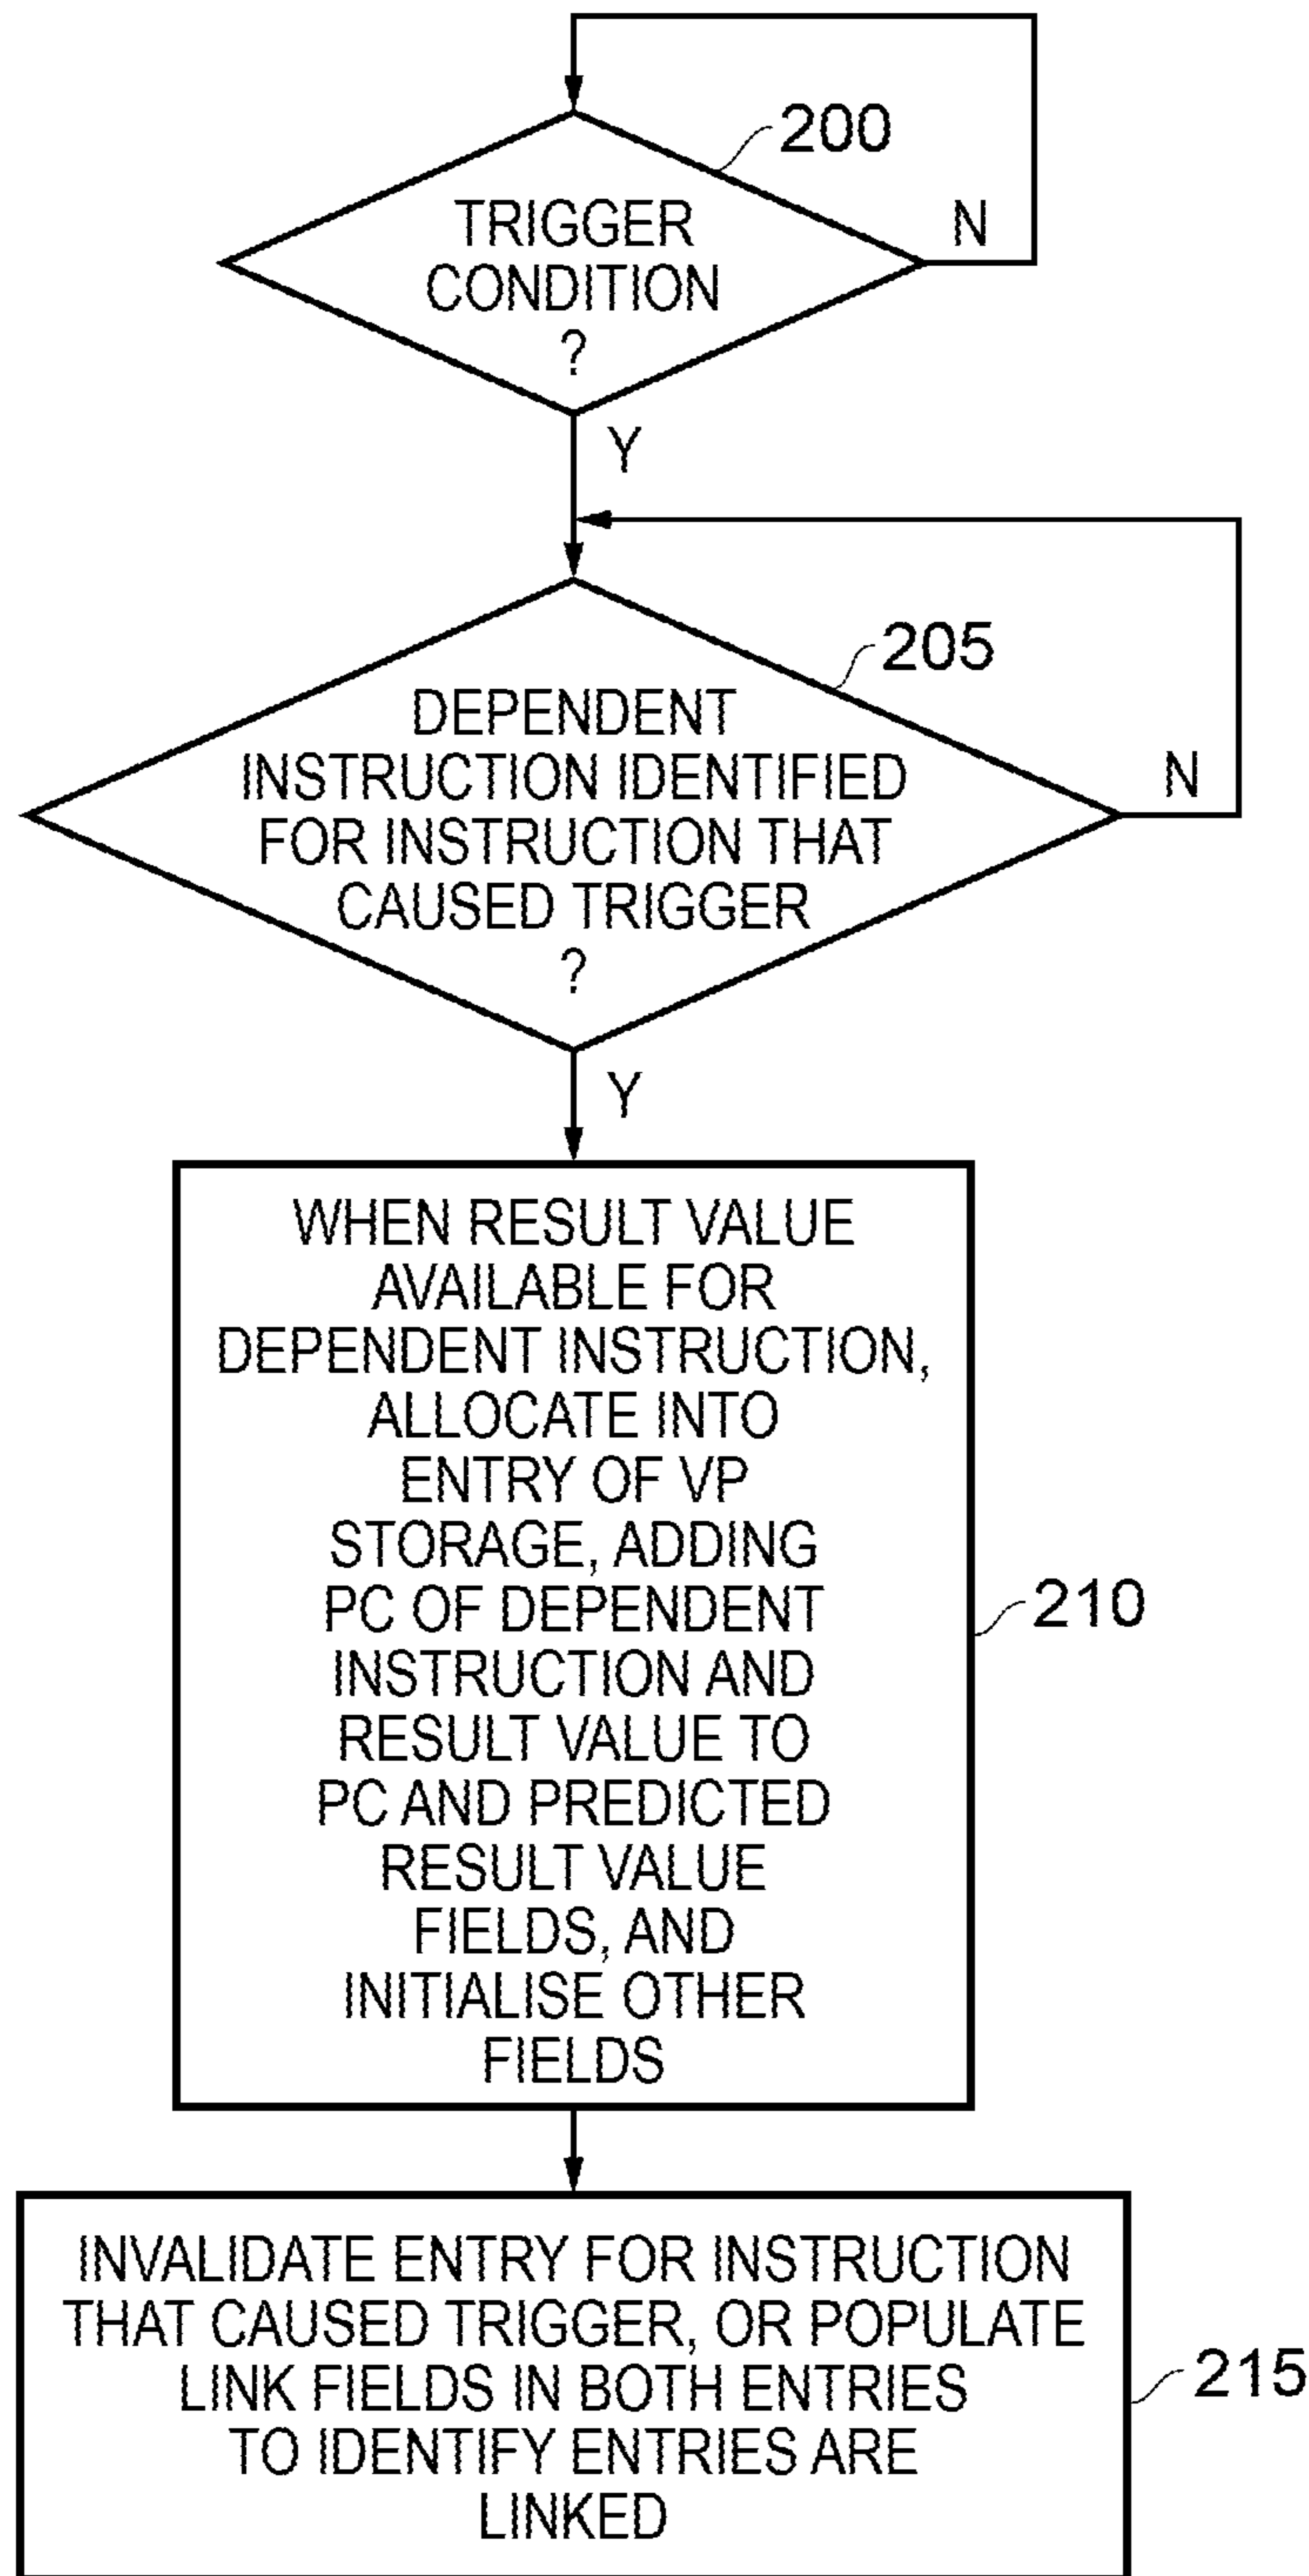 200
TRIGGER
CONDITION
?
N
Y
205
DEPENDENT
INSTRUCTION IDENTIFIED
FOR INSTRUCTION THAT
CAUSED TRIGGER
?
N
Y
WHEN RESULT VALUE
AVAILABLE FOR
DEPENDENT INSTRUCTION,
ALLOCATE INTO
ENTRY OF VP
STORAGE, ADDING
PC OF DEPENDENT
INSTRUCTION AND
RESULT VALUE TO
PC AND PREDICTED
RESULT VALUE
FIELDS, AND
INITIALISE OTHER
FIELDS
210
INVALIDATE ENTRY FOR INSTRUCTION
THAT CAUSED TRIGGER, OR POPULATE
LINK FIELDS IN BOTH ENTRIES
TO IDENTIFY ENTRIES ARE
LINKED
215